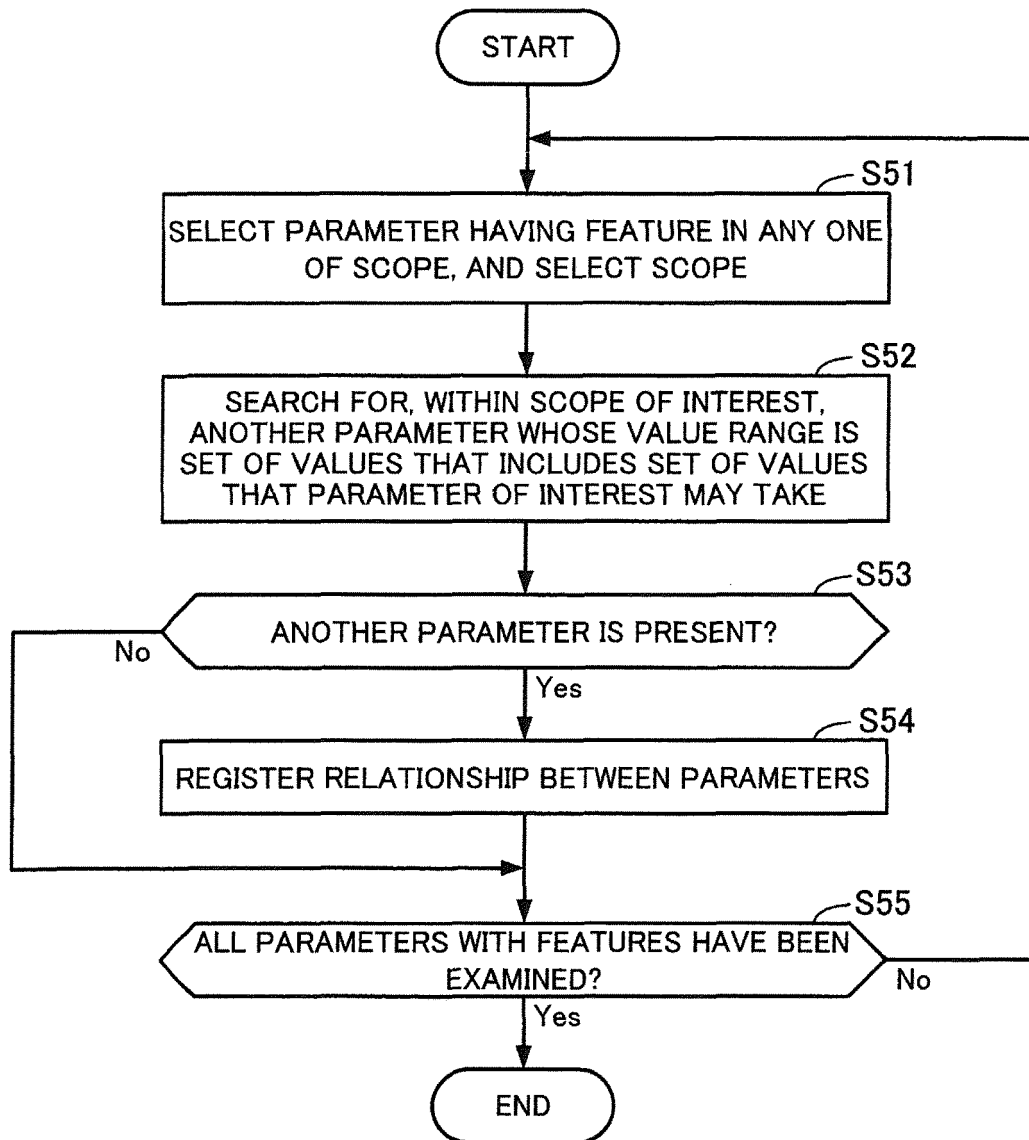 START
S51
SELECT PARAMETER HAVING FEATURE IN ANY ONE
OF SCOPE, AND SELECT SCOPE
S52
SEARCH FOR, WITHIN SCOPE OF INTEREST,
ANOTHER PARAMETER WHOSE VALUE RANGE IS
SET OF VALUES THAT INCLUDES SET OF VALUES
THAT PARAMETER OF INTEREST MAY TAKE
S53
ANOTHER PARAMETER IS PRESENT?
No
Yes
S54
REGISTER RELATIONSHIP BETWEEN PARAMETERS
S55
ALL PARAMETERS WITH FEATURES HAVE BEEN
EXAMINED?
No
Yes
END